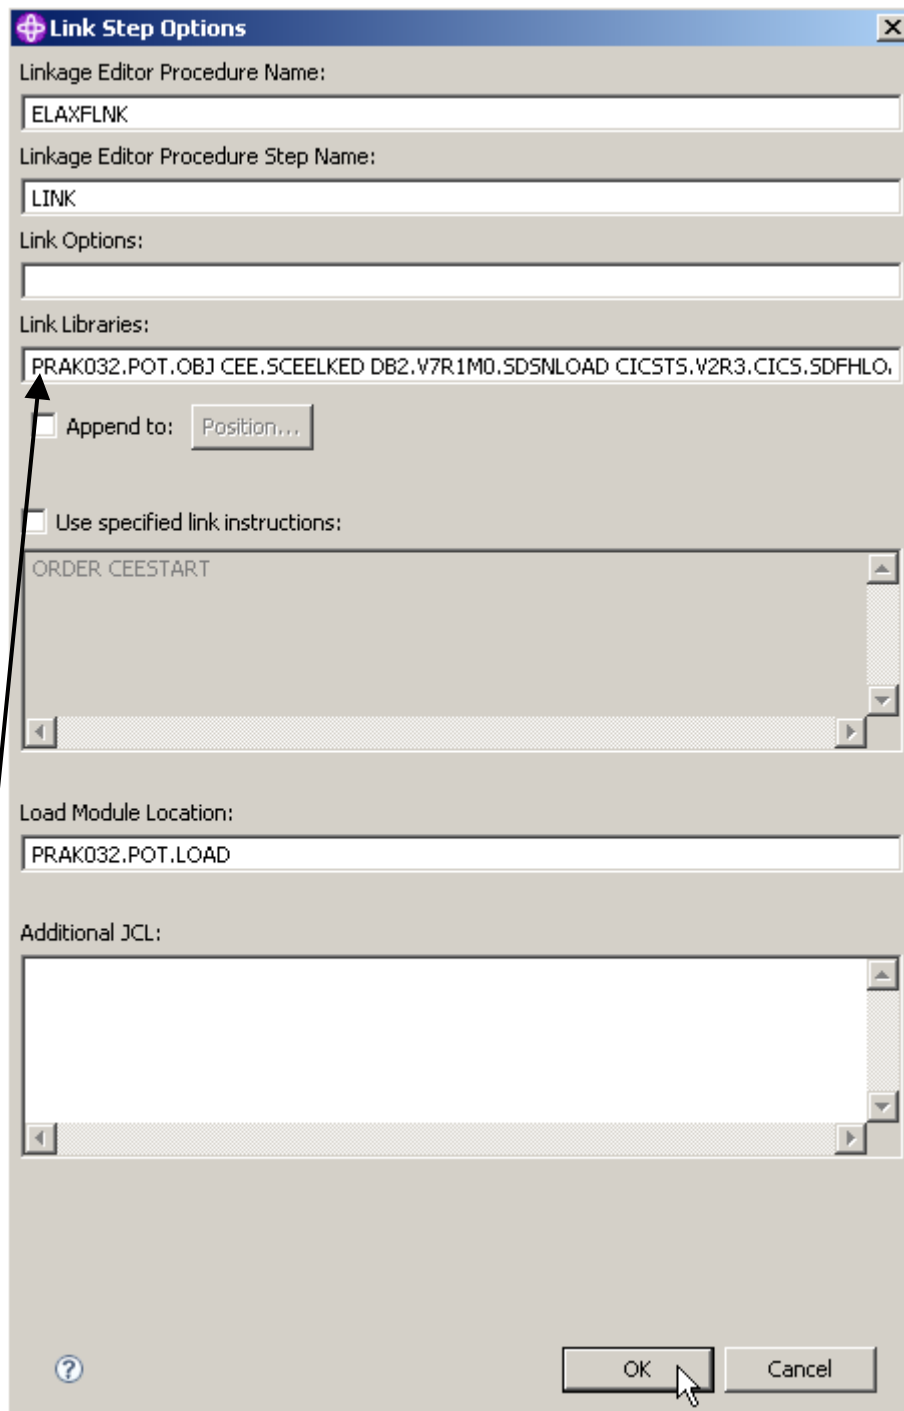 Link Step Options
Linkage Editor Procedure Name:
ELAXFLNK
Linkage Editor Procedure Step Name:
LINK
Link Options:
Link Libraries:
PRAK032.POT.OBJ CEE.SCEELKED DB2.V7R1M0.SDSNLOAD CICSTS.V2R3.CICS.SDFHLO
Append to: Position...
Use specified link instructions:
ORDER CEESTART
Load Module Location:
PRAK032.POT.LOAD
Additional JCL:
? OK Cancel